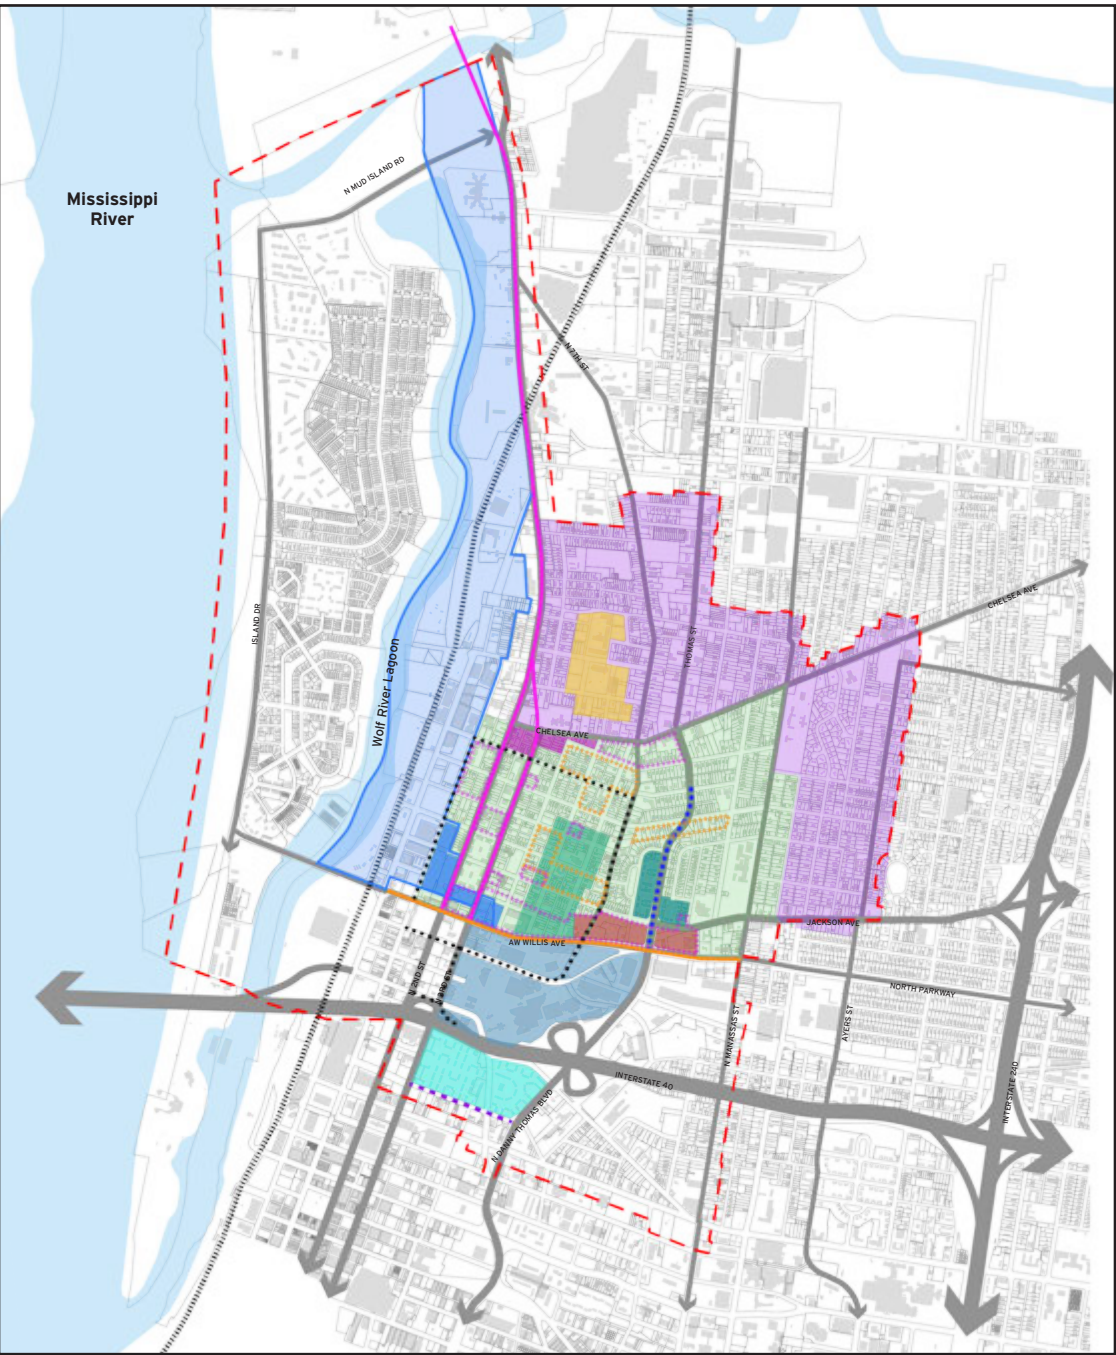 Mississippi
River
N MUD ISLAND RD
N 7TH ST
ISLAND DR
Wolf River Lagoon
THOMAS ST
CHELSEA AVE
CHELSEA AVE
JACKSON AVE
AW WILLIS AVE
N 2ND ST
N 3RD ST
NORTH PARKWAY
N MANASSAS ST
AYERS ST
INTERSTATE 40
INTERSTATE 240
N DANNY THOMAS BLVD